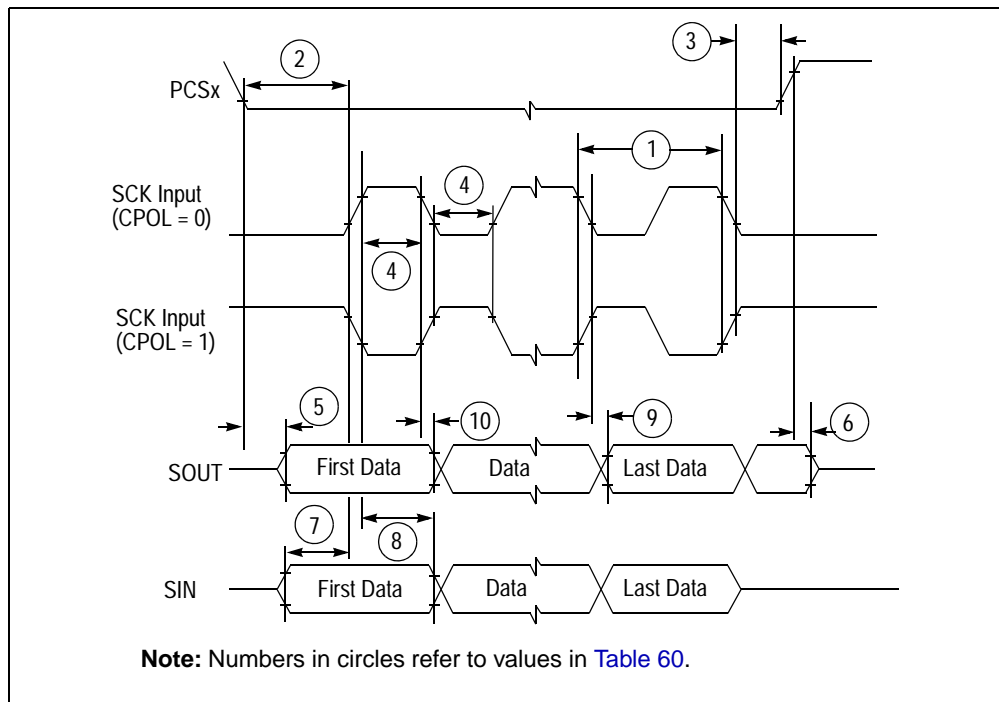 3
2
PCSx
1
4
SCK Input
(CPOL = 0)
4
SCK Input
(CPOL = 1)
5
10
9
6
SOUT
First Data
Data
Last Data
7
8
SIN
First Data
Data
Last Data
Note: Numbers in circles refer to values in Table 60.